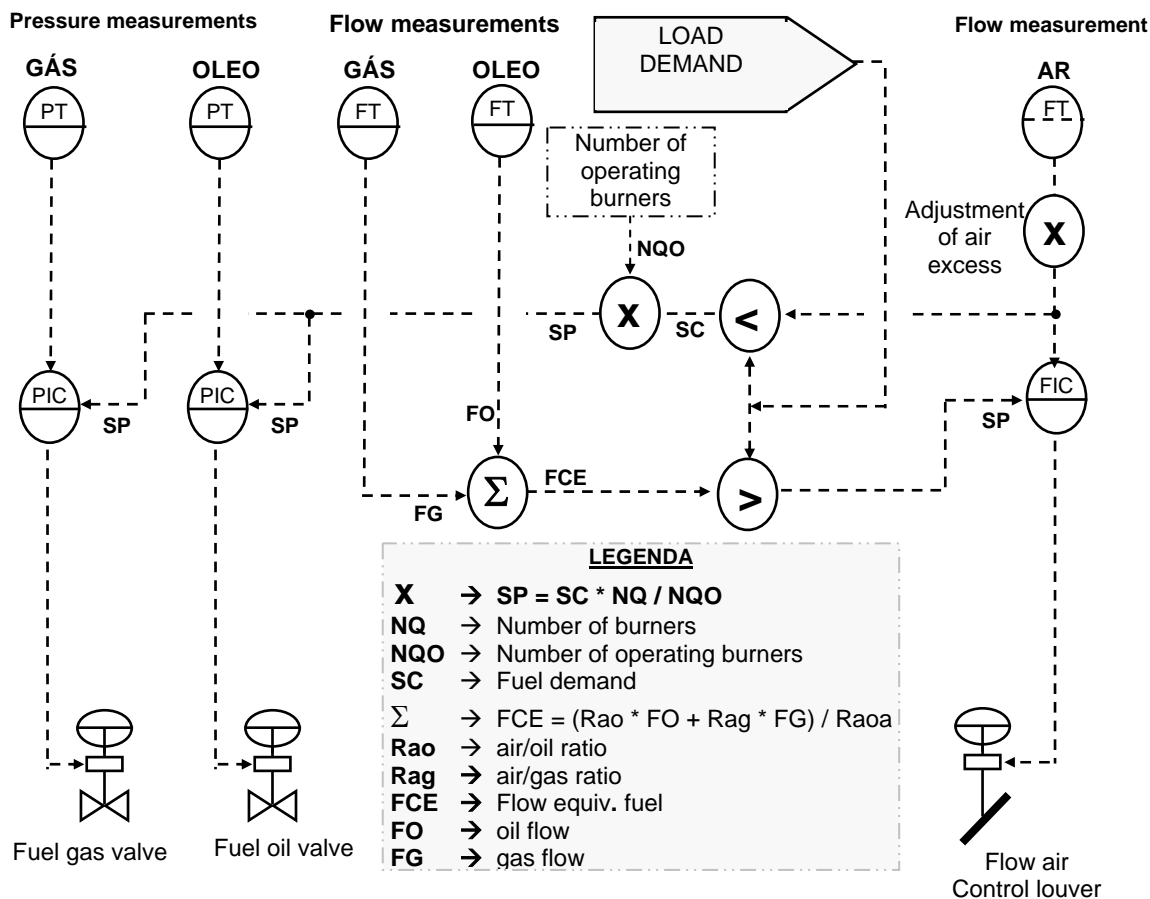 Pressure measurements
Flow measurements
LOAD
DEMAND
Flow measurement
GÁS
OLEO
GÁS
OLEO
AR
PT
PT
FT
FT
FT
Number of
operating
burners
Adjustment
of air
excess
X
NQO
SP
X
SC
<
PIC
SP
PIC
SP
FO
FIC
SP
FG
Σ
FCE
>
LEGENDA
X → SP = SC * NQ / NQO
NQ → Number of burners
NQO → Number of operating burners
SC → Fuel demand
Σ → FCE = (Rao * FO + Rag * FG) / Raoa
Rao → air/oil ratio
Rag → air/gas ratio
FCE → Flow equiv. fuel
FO → oil flow
FG → gas flow
Fuel gas valve
Fuel oil valve
Flow air
Control louver